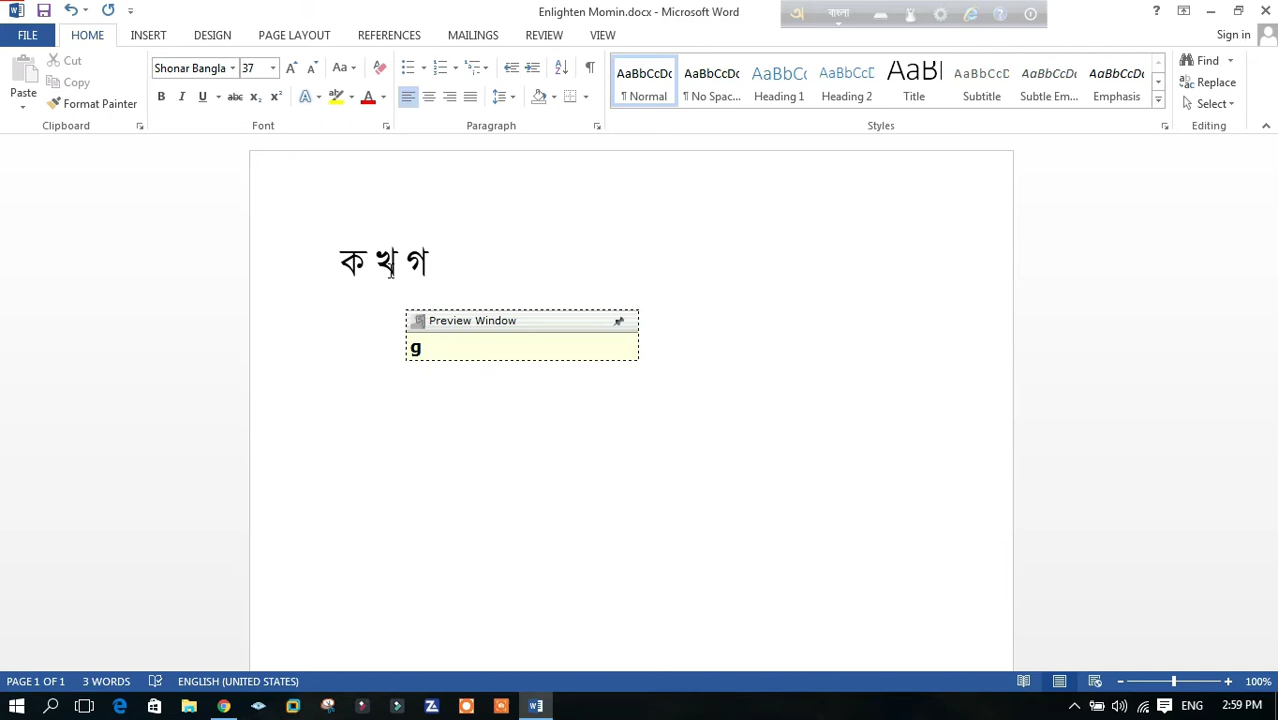 Enlighten Momin.docx - Microsoft Word
অ বাংলা
Sign in
FILE HOME INSERT DESIGN PAGE LAYOUT REFERENCES MAILINGS REVIEW VIEW
Paste
Cut
Copy
Format Painter
Clipboard
Shonar Bangla 37
Font
Paragraph
AaBbCcDc AaBbCcDc AaBbCc AaBbCcD AaBl AaBbCcD AaBbCcDc AaBbCcDc
¶ Normal ¶ No Spac... Heading 1 Heading 2 Title Subtitle Subtle Em... Emphasis
Styles
Find
Replace
Select
Editing
ক খ গ
Preview Window
g
PAGE 1 OF 1 3 WORDS ENGLISH (UNITED STATES) 100%
ENG 2:59 PM